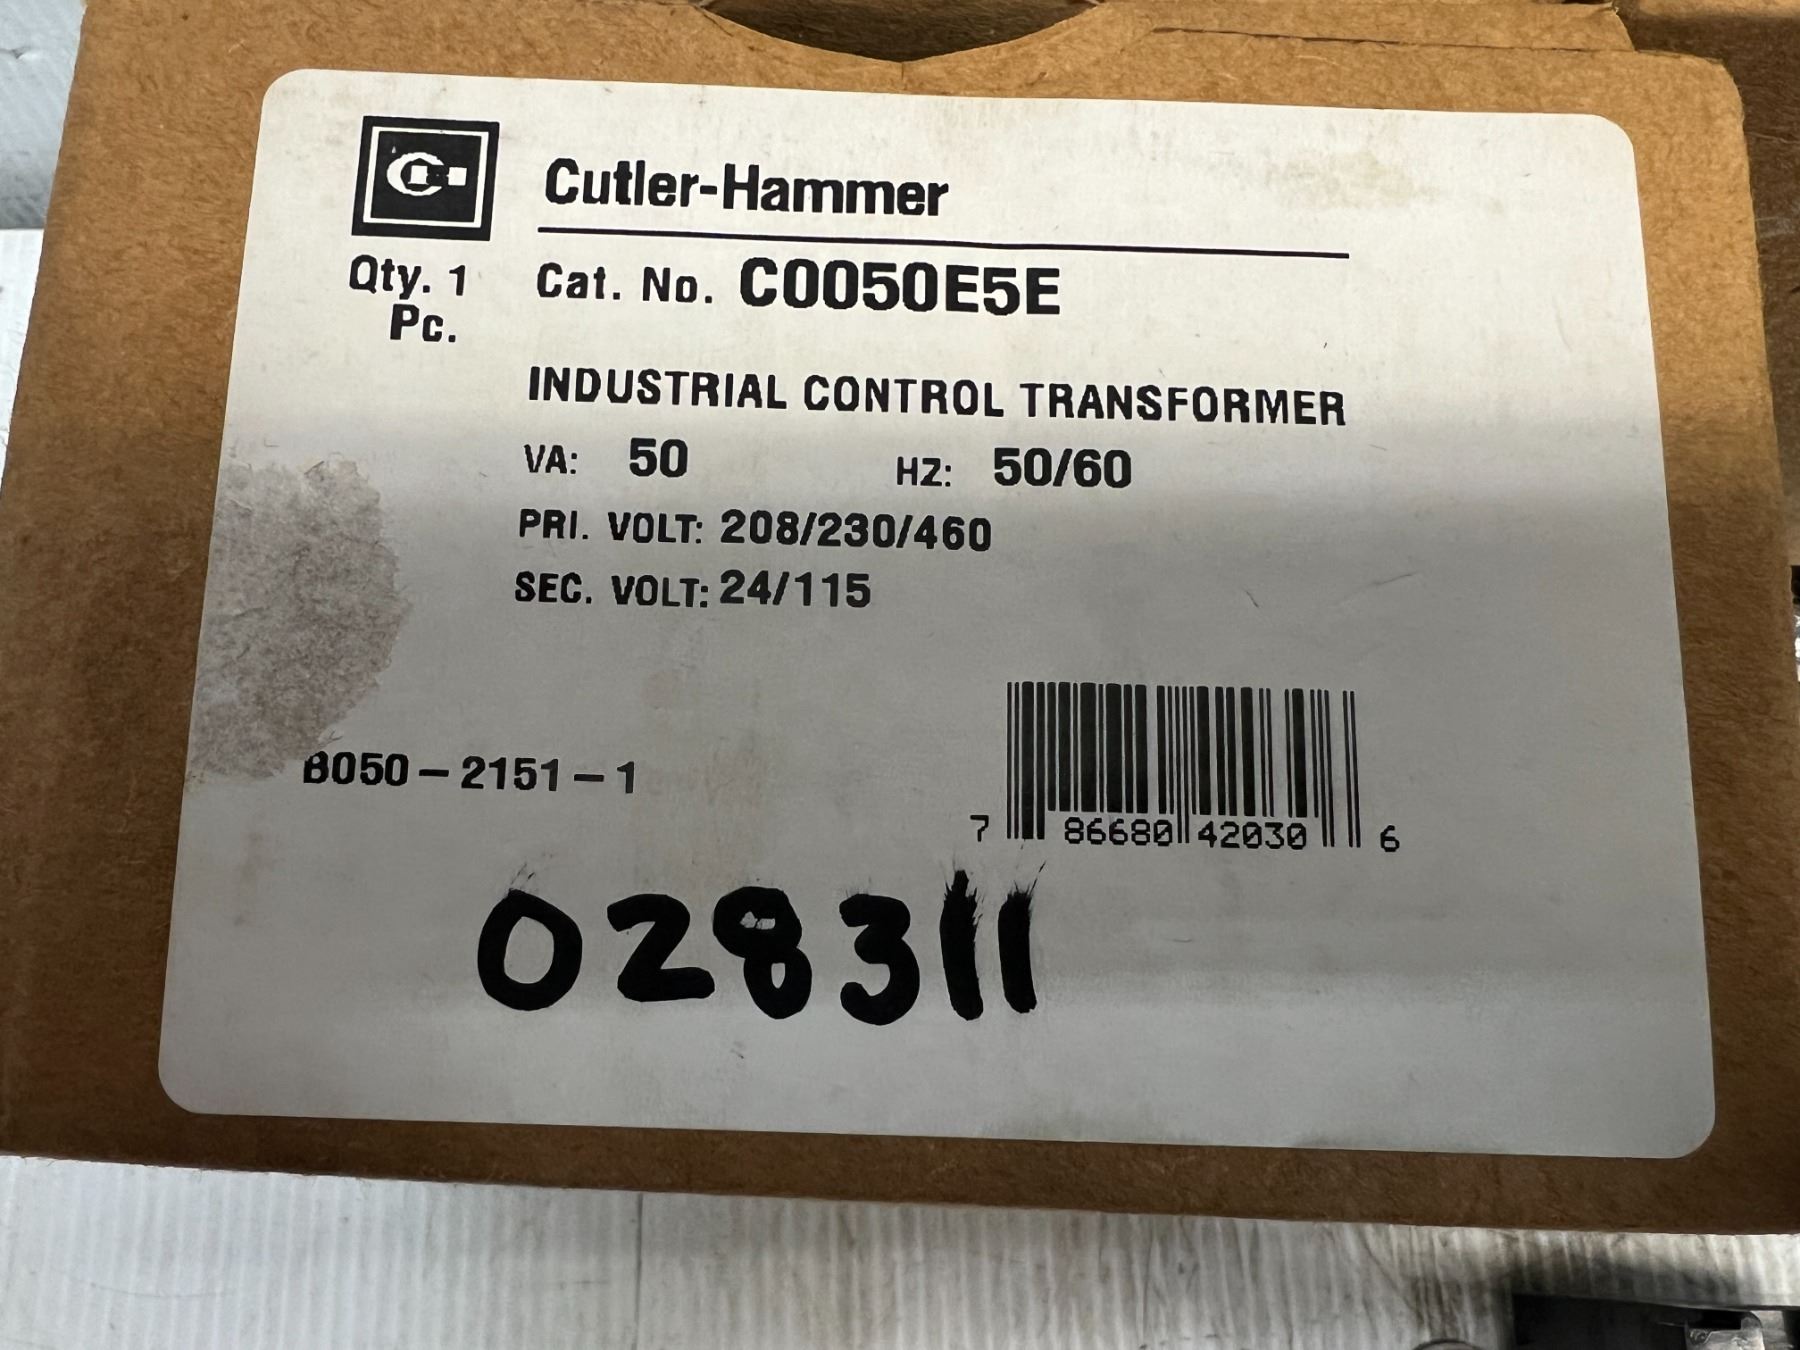 Cutler-Hammer
Qty. 1 Cat. No. C0050E5E
Pc.
INDUSTRIAL CONTROL TRANSFORMER
VA: 50 HZ: 50/60
PRI. VOLT: 208/230/460
SEC. VOLT: 24/115
B050-2151-1
7 86680 42030 6
028311